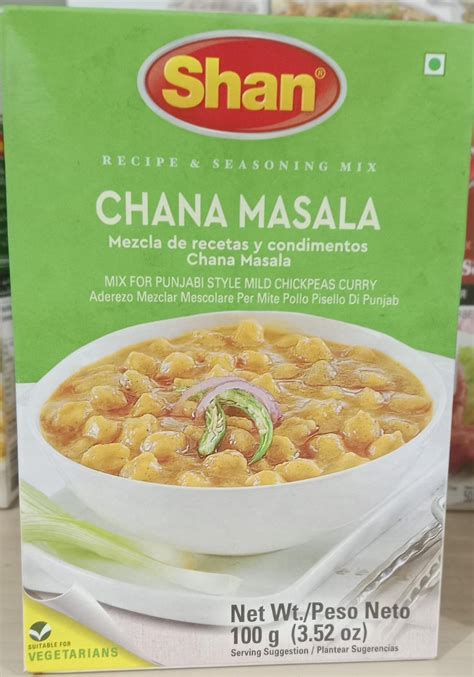 Shan®
RECIPE & SEASONING MIX
CHANA MASALA
Mezcla de recetas y condimentos
Chana Masala
MIX FOR PUNJABI STYLE MILD CHICKPEAS CURRY
Aderezo Mezclar Mescolare Per Mite Pollo Pisello Di Punjab
Net Wt./Peso Neto
100 g (3.52 oz)
Serving Suggestion / Plantear Sugerencias
SUITABLE FOR
VEGETARIANS